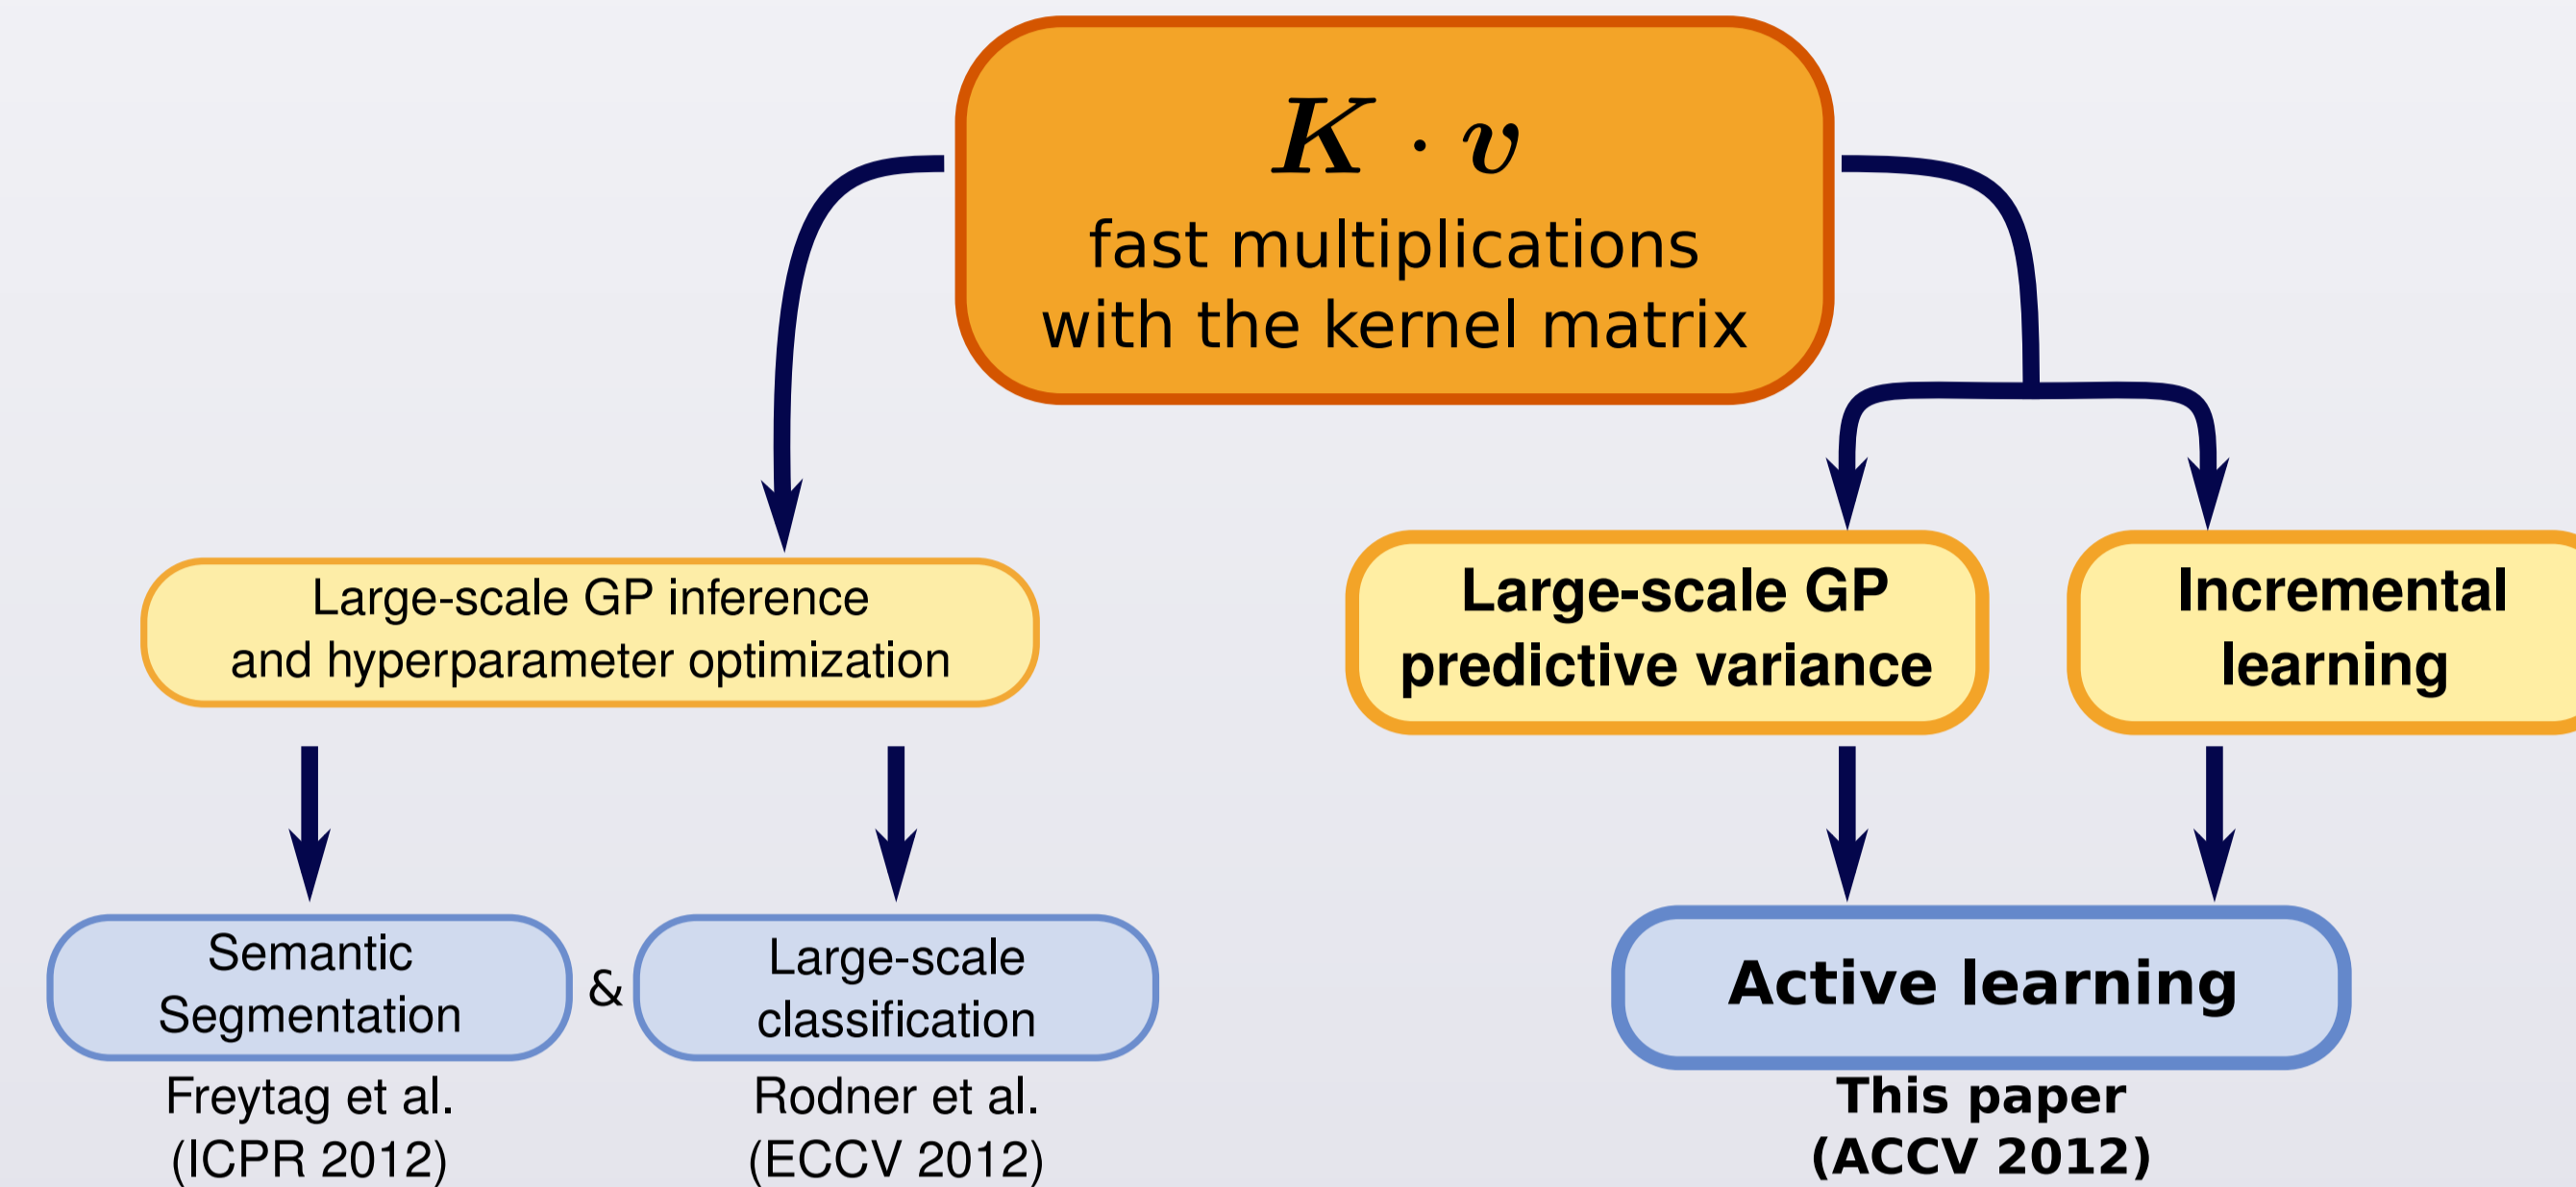 K · v
fast multiplications
with the kernel matrix
Large-scale GP inference
and hyperparameter optimization
Large-scale GP
predictive variance
Incremental
learning
Semantic
Segmentation
&
Large-scale
classification
Active learning
Freytag et al.
(ICPR 2012)
Rodner et al.
(ECCV 2012)
This paper
(ACCV 2012)